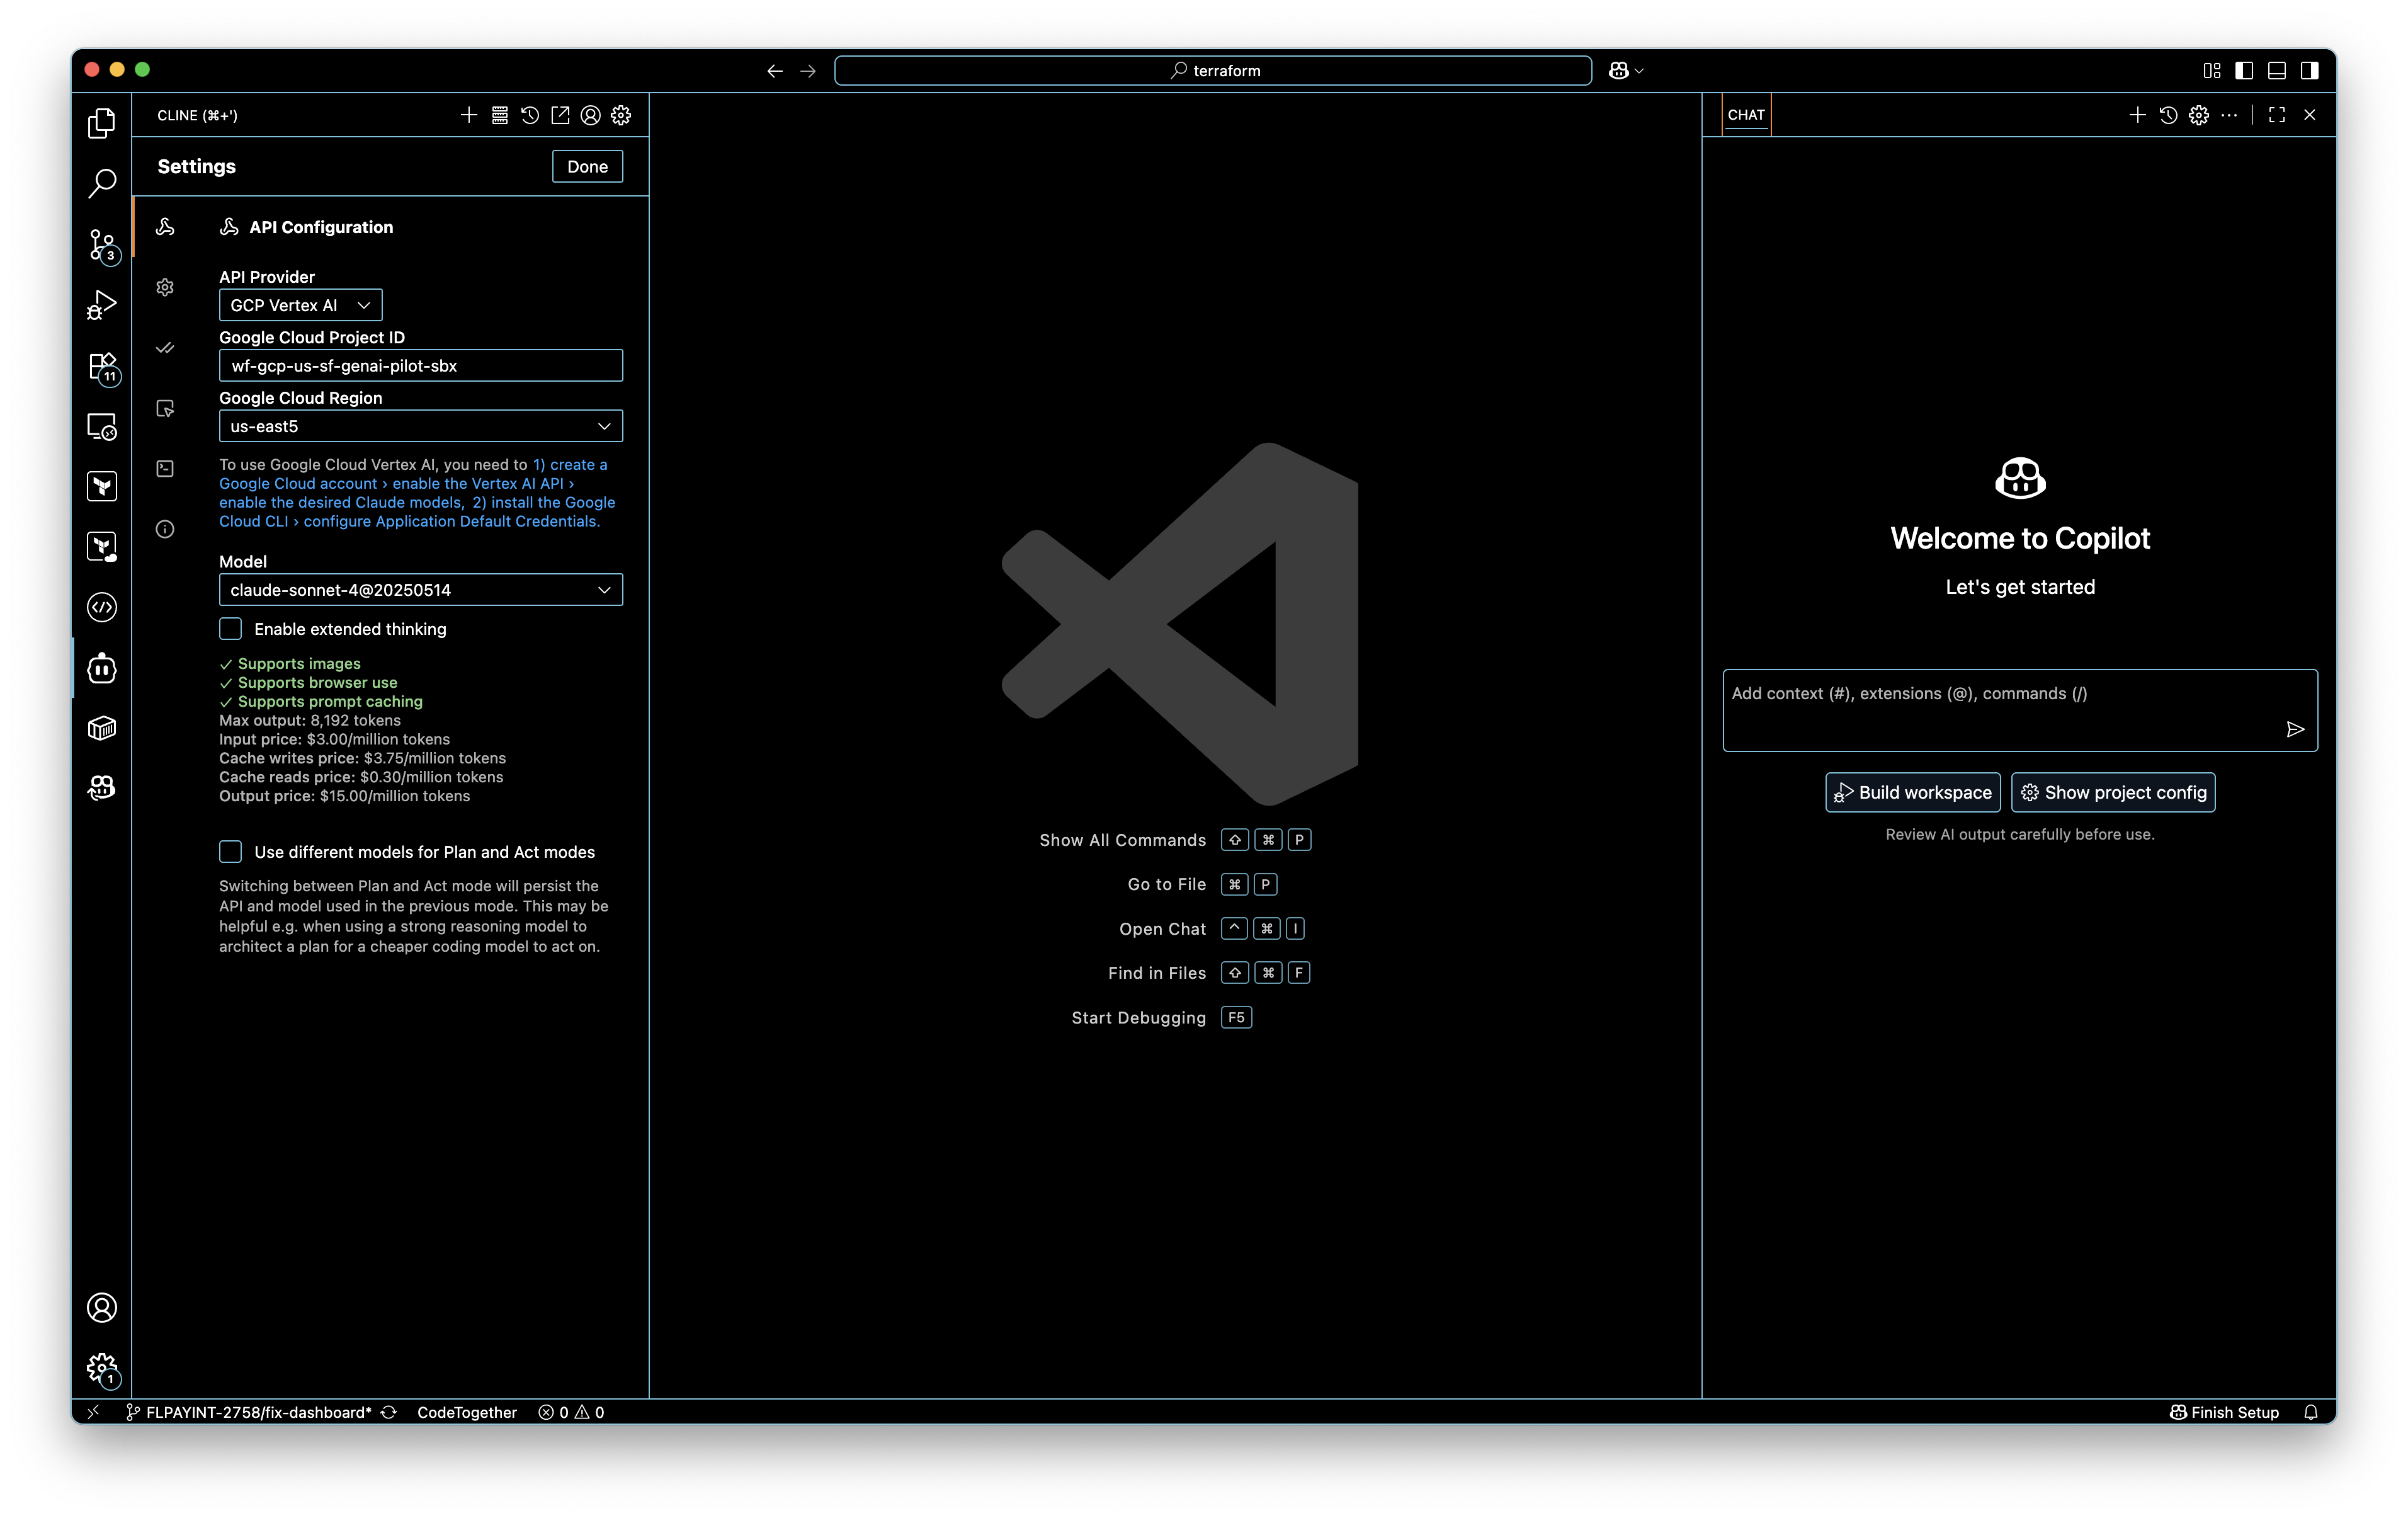 terraform
CLINE (⌘+')
Settings
Done
API Configuration
API Provider
GCP Vertex AI
Google Cloud Project ID
wf-gcp-us-sf-genai-pilot-sbx
Google Cloud Region
us-east5
To use Google Cloud Vertex AI, you need to 1) create a
Google Cloud account › enable the Vertex AI API ›
enable the desired Claude models, 2) install the Google
Cloud CLI › configure Application Default Credentials.
Model
claude-sonnet-4@20250514
Enable extended thinking
✓ Supports images
✓ Supports browser use
✓ Supports prompt caching
Max output: 8,192 tokens
Input price: $3.00/million tokens
Cache writes price: $3.75/million tokens
Cache reads price: $0.30/million tokens
Output price: $15.00/million tokens
Use different models for Plan and Act modes
Switching between Plan and Act mode will persist the
API and model used in the previous mode. This may be
helpful e.g. when using a strong reasoning model to
architect a plan for a cheaper coding model to act on.
3
11
1
Show All Commands ⇧ ⌘ P
Go to File ⌘ P
Open Chat ^ ⌘ I
Find in Files ⇧ ⌘ F
Start Debugging F5
CHAT
Welcome to Copilot
Let's get started
Add context (#), extensions (@), commands (/)
Build workspace
Show project config
Review AI output carefully before use.
FLPAYINT-2758/fix-dashboard*
CodeTogether
0 0
Finish Setup